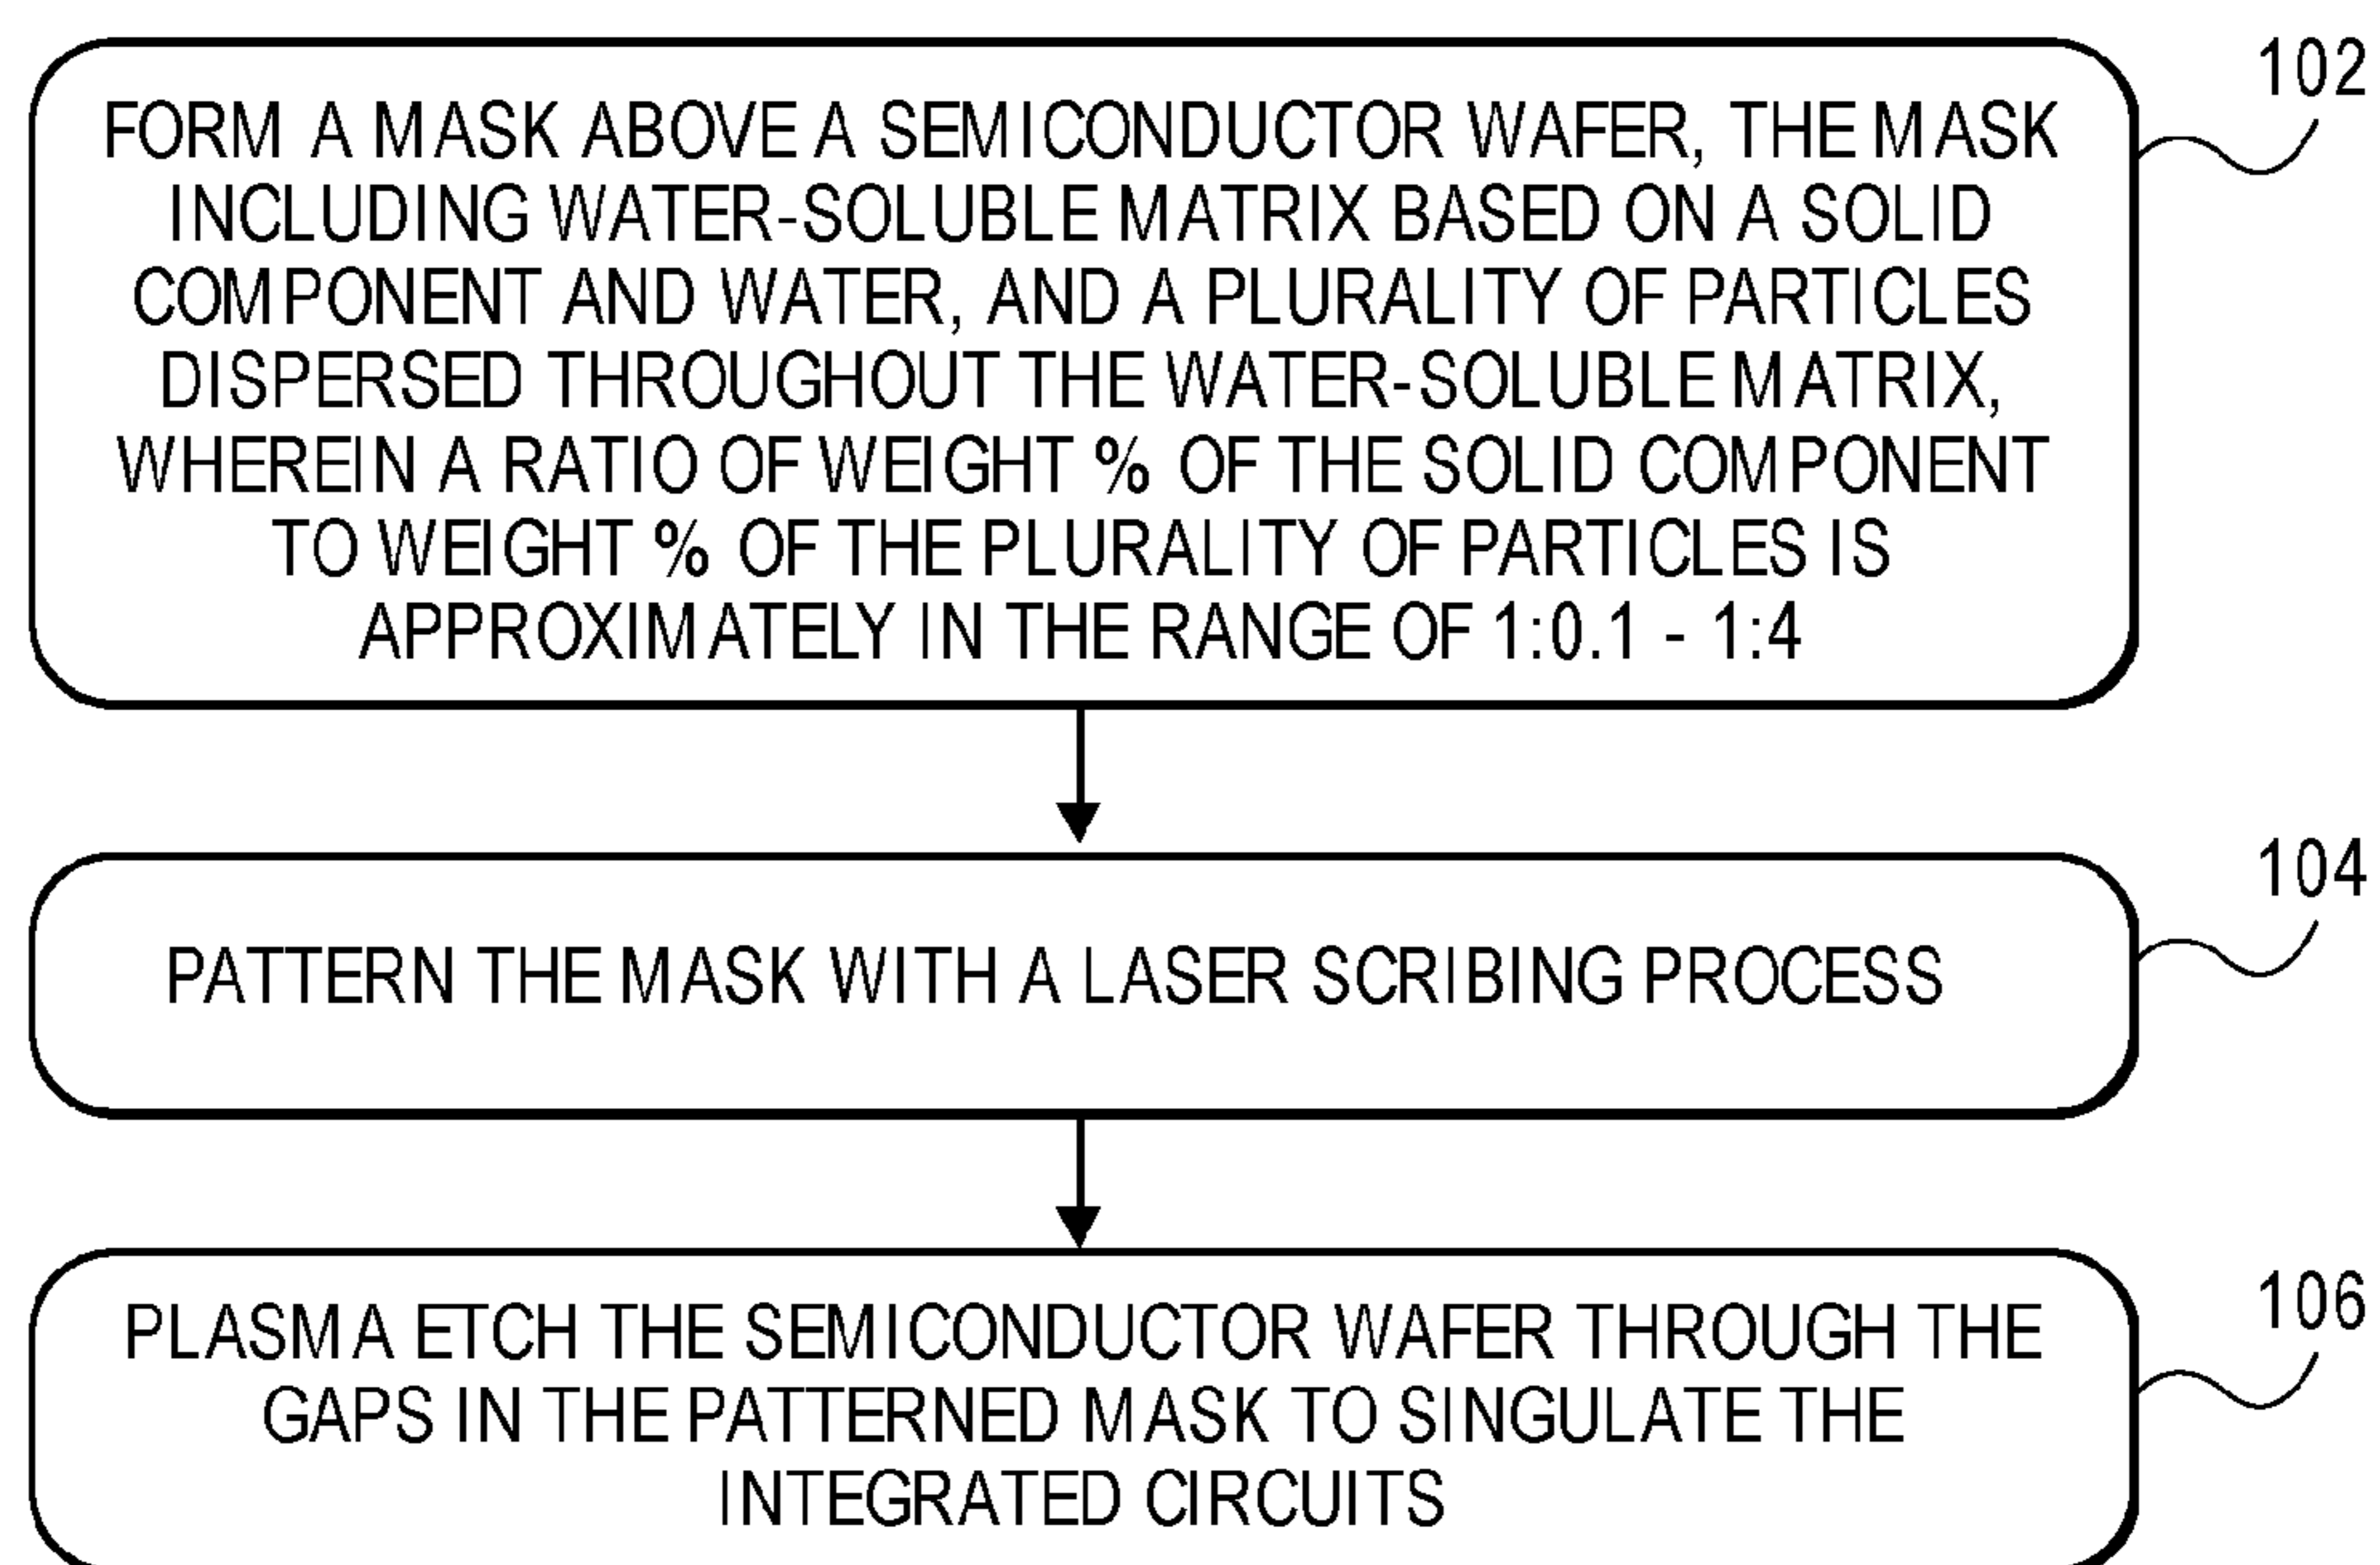 102
FORM A MASK ABOVE A SEMICONDUCTOR WAFER, THE MASK
INCLUDING WATER-SOLUBLE MATRIX BASED ON A SOLID
COMPONENT AND WATER, AND A PLURALITY OF PARTICLES
DISPERSED THROUGHOUT THE WATER-SOLUBLE MATRIX,
WHEREIN A RATIO OF WEIGHT % OF THE SOLID COMPONENT
TO WEIGHT % OF THE PLURALITY OF PARTICLES IS
APPROXIMATELY IN THE RANGE OF 1:0.1 - 1:4
104
PATTERN THE MASK WITH A LASER SCRIBING PROCESS
106
PLASMA ETCH THE SEMICONDUCTOR WAFER THROUGH THE
GAPS IN THE PATTERNED MASK TO SINGULATE THE
INTEGRATED CIRCUITS